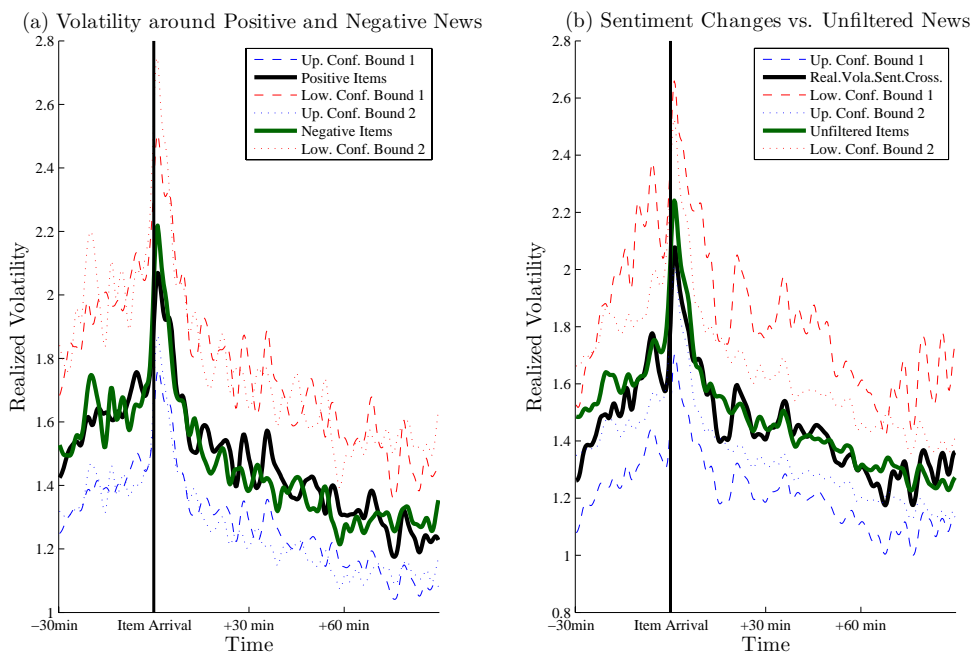 (a) Volatility around Positive and Negative News
2.8
2.6
2.4
2.2
2
1.8
1.6
1.4
1.2
1
Realized Volatility
Up. Conf. Bound 1
Positive Items
Low. Conf. Bound 1
Up. Conf. Bound 2
Negative Items
Low. Conf. Bound 2
–30min
Item Arrival
+30 min
+60 min
Time
(b) Sentiment Changes vs. Unfiltered News
2.8
2.6
2.4
2.2
2
1.8
1.6
1.4
1.2
1
0.8
Realized Volatility
Up. Conf. Bound 1
Real.Vola.Sent.Cross.
Low. Conf. Bound 1
Up. Conf. Bound 2
Unfiltered Items
Low. Conf. Bound 2
–30min
Item Arrival
+30 min
+60 min
Time